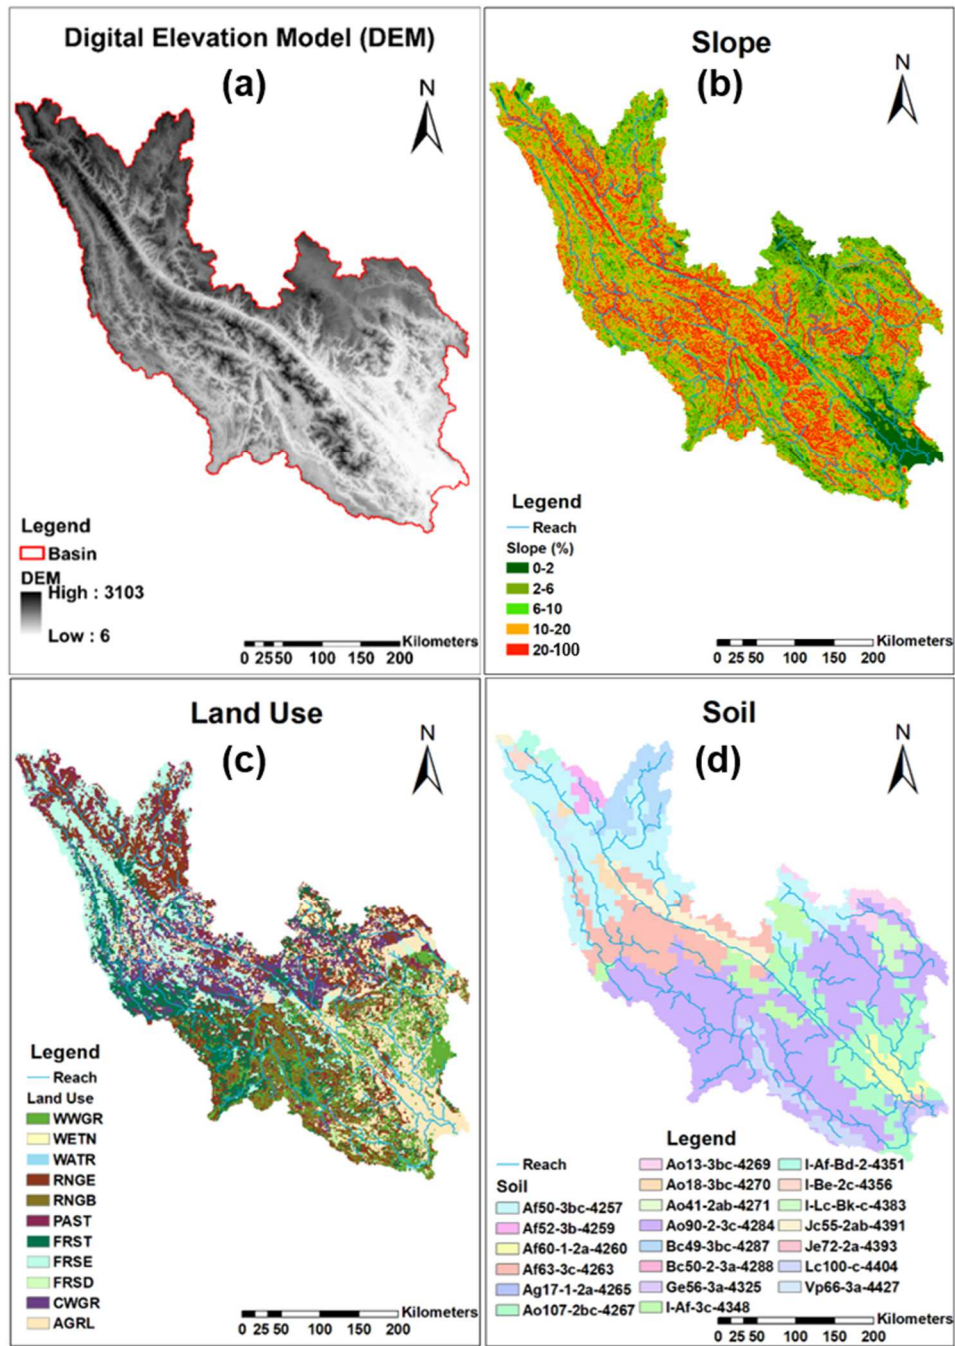 Digital Elevation Model (DEM)
(a)
N
Legend
Basin
DEM
High : 3103
Low : 6
Kilometers
0 25 50 100 150 200
Slope
(b)
N
Legend
Reach
Slope (%)
0-2
2-6
6-10
10-20
20-100
Kilometers
0 25 50 100 150 200
Land Use
(c)
N
Legend
Reach
Land Use
WWGR
WETN
WATR
RNGE
RNGB
PAST
FRST
FRSE
FRSD
CWGR
AGRL
Kilometers
0 25 50 100 150 200
Soil
(d)
N
Legend
Reach
Soil
Af50-3bc-4257
Af52-3b-4259
Af60-1-2a-4260
Af63-3c-4263
Ag17-1-2a-4265
Ao107-2bc-4267
Ao13-3bc-4269
Ao18-3bc-4270
Ao41-2ab-4271
Ao90-2-3c-4284
Bc49-3bc-4287
Bc50-2-3a-4288
Ge56-3a-4325
I-Af-3c-4348
I-Af-Bd-2-4351
I-Be-2c-4356
I-Lc-Bk-c-4383
Jc55-2ab-4391
Je72-2a-4393
Lc100-c-4404
Vp66-3a-4427
Kilometers
0 25 50 100 150 200